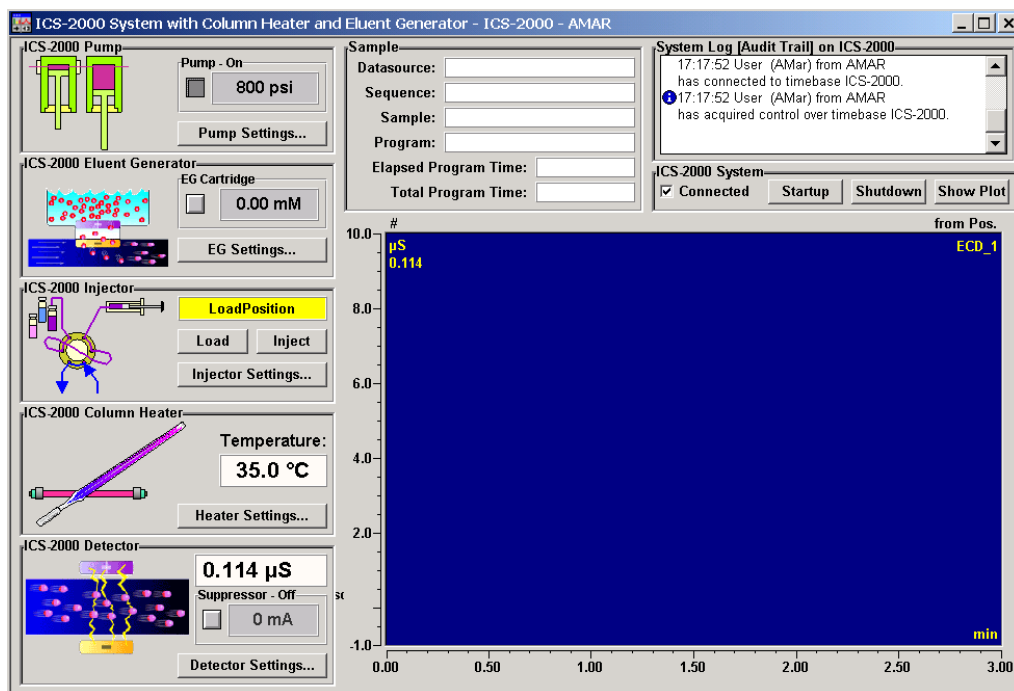 ICS-2000 System with Column Heater and Eluent Generator - ICS-2000 - AMAR
ICS-2000 Pump
Pump - On
800 psi
Pump Settings...
ICS-2000 Eluent Generator
EG Cartridge
0.00 mM
EG Settings...
ICS-2000 Injector
LoadPosition
Load
Inject
Injector Settings...
ICS-2000 Column Heater
Temperature:
35.0 °C
Heater Settings...
ICS-2000 Detector
0.114 µS
Suppressor - Off
0 mA
Detector Settings...
Sample
Datasource:
Sequence:
Sample:
Program:
Elapsed Program Time:
Total Program Time:
System Log [Audit Trail] on ICS-2000
17:17:52 User (AMar) from AMAR
has connected to timebase ICS-2000.
17:17:52 User (AMar) from AMAR
has acquired control over timebase ICS-2000.
ICS-2000 System
Connected
Startup
Shutdown
Show Plot
#
from Pos.
10.0
µS
ECD_1
0.114
8.0
6.0
4.0
2.0
-1.0
min
0.00 0.50 1.00 1.50 2.00 2.50 3.00